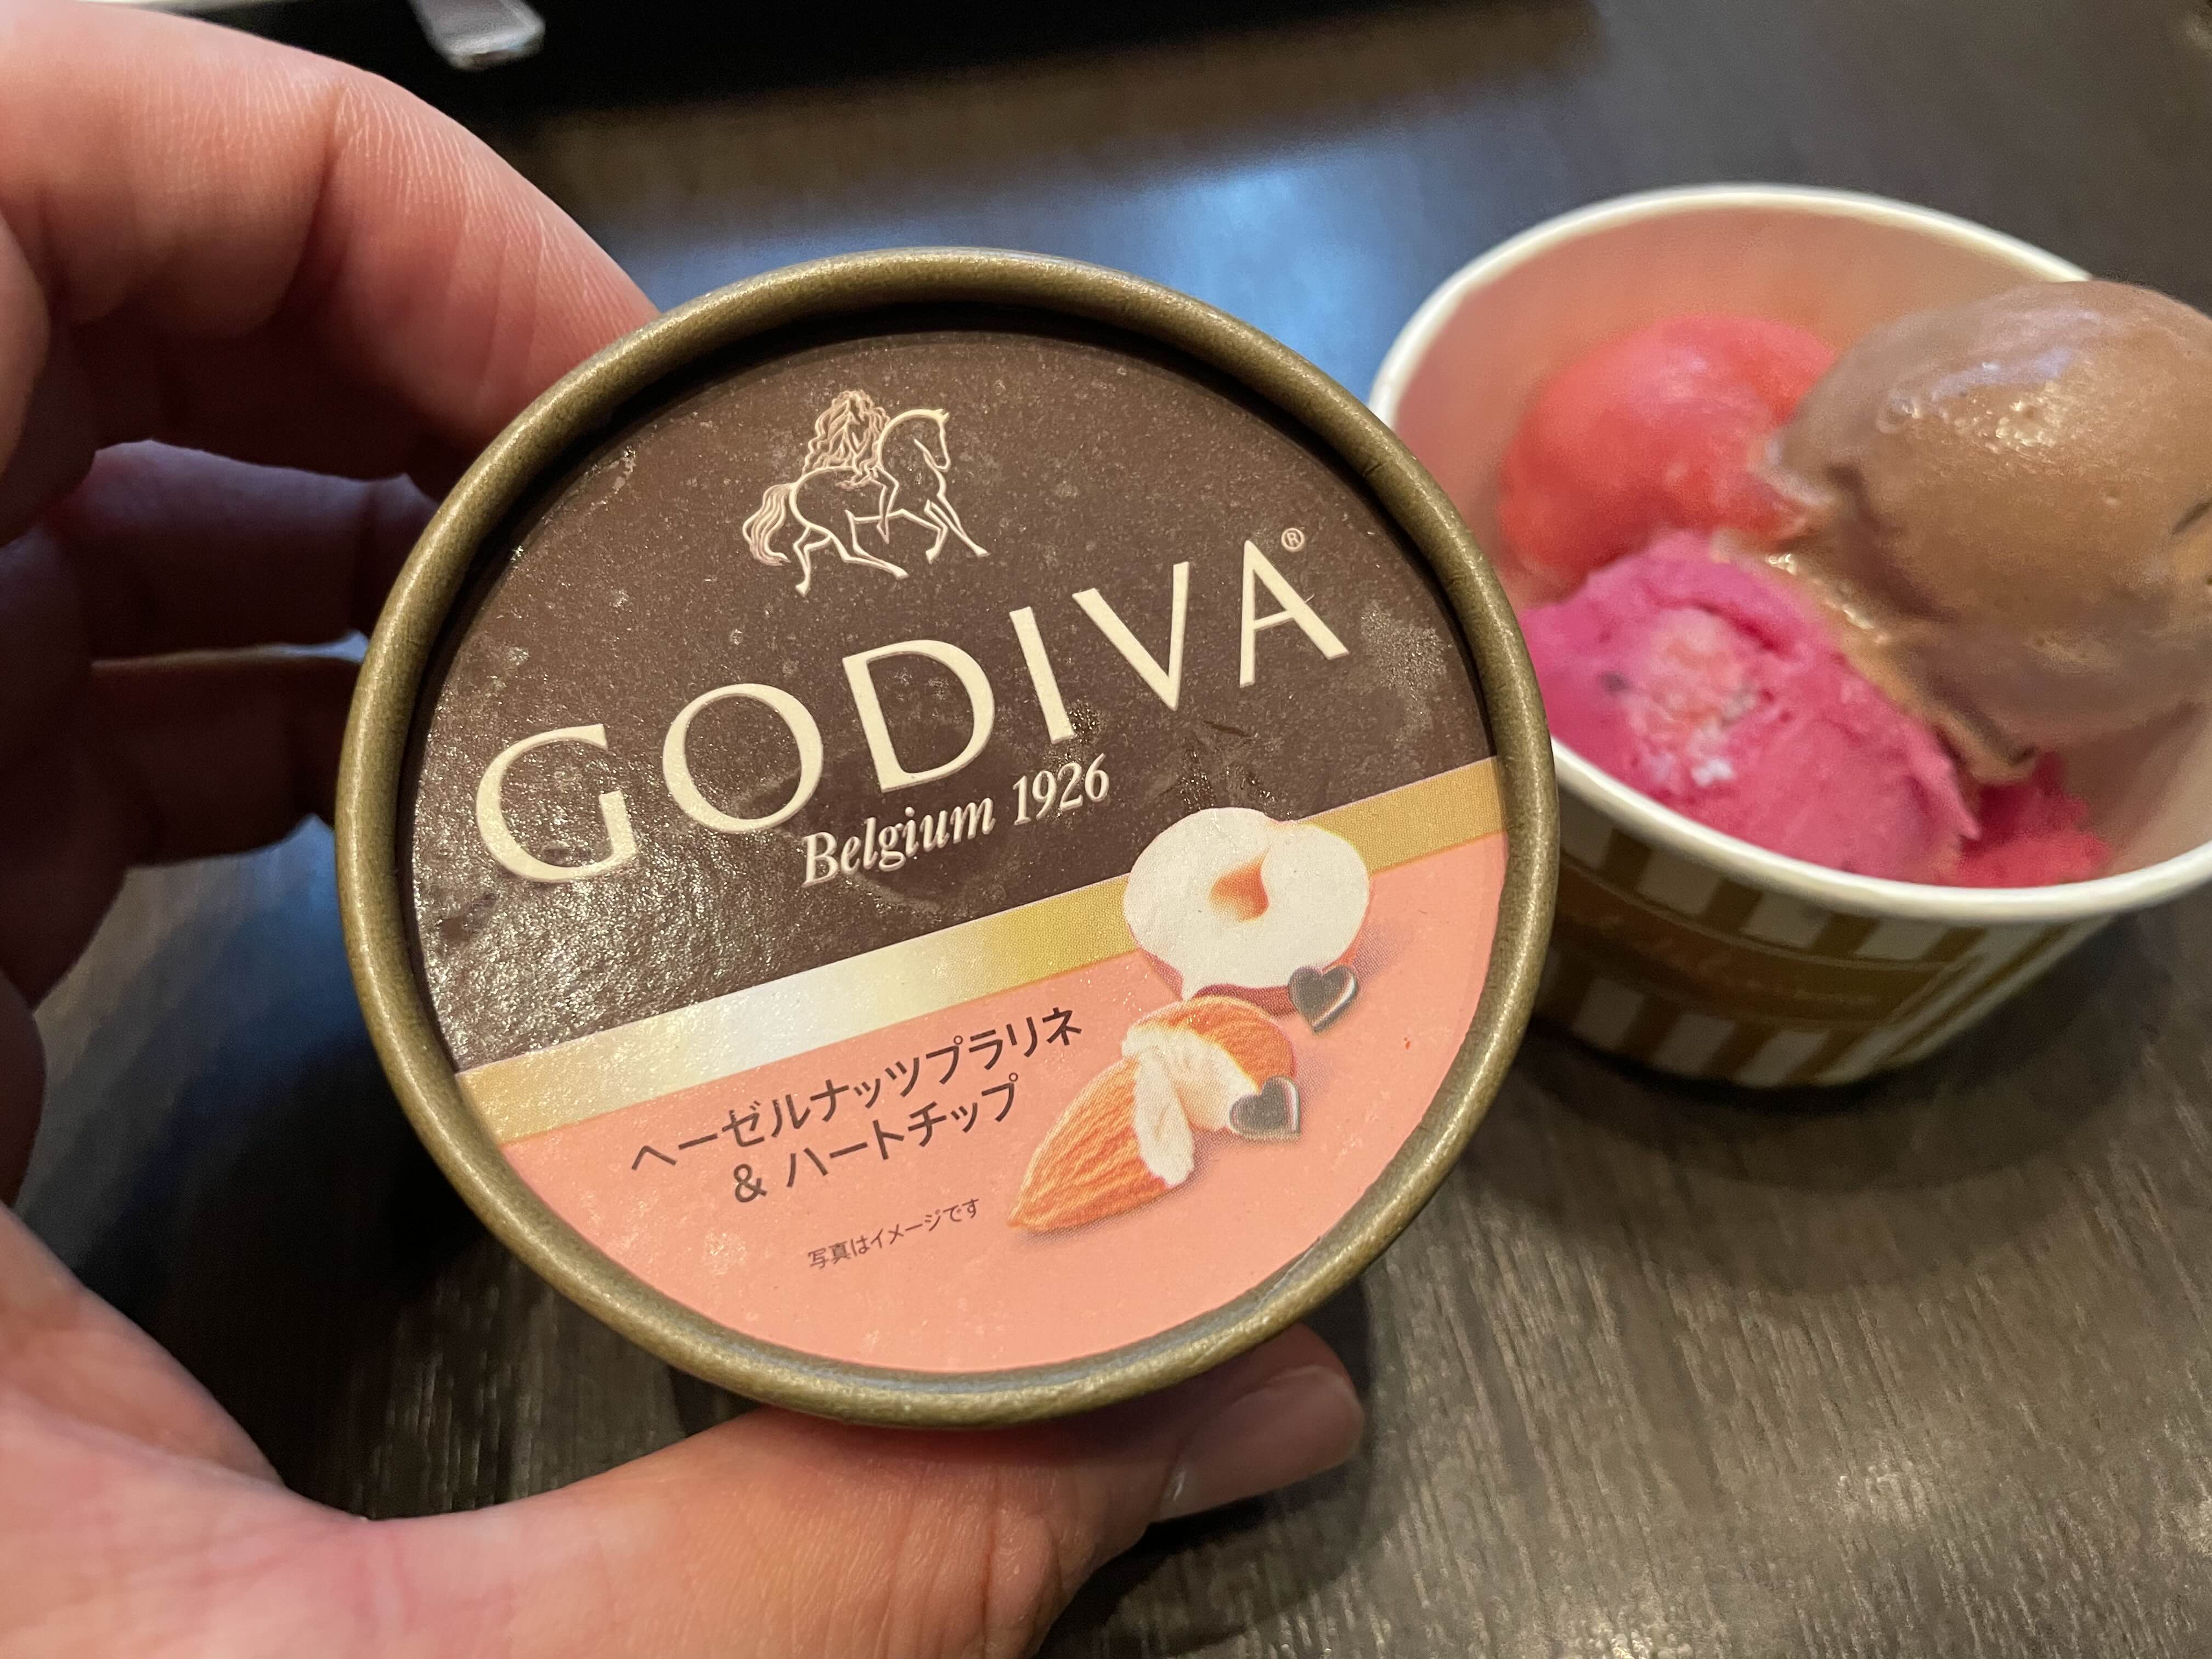 GODIVA®
Belgium 1926
ヘーゼルナッツプラリネ
& ハートチップ
写真はイメージです